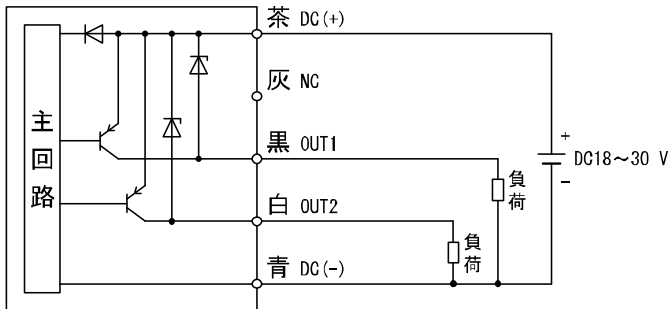 茶 DC(+)
灰 NC
黒 OUT1
白 OUT2
青 DC(-)
主回路
負荷
負荷
+
DC18～30 V
-